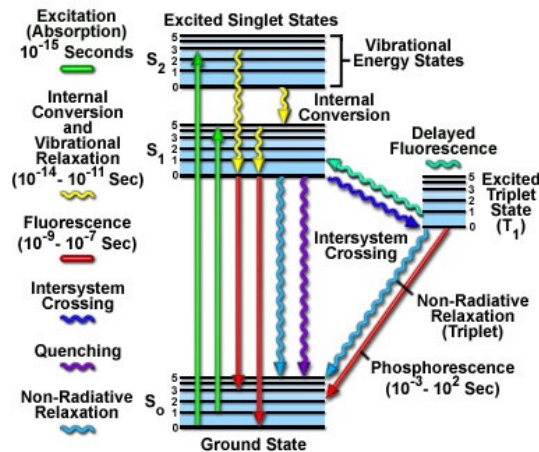 Excitation
(Absorption)
10-15 Seconds
Internal
Conversion
and
Vibrational
Relaxation
(10-14- 10-11 Sec)
Fluorescence
(10-9- 10-7 Sec)
Intersystem
Crossing
Quenching
Non-Radiative
Relaxation
Excited Singlet States
S2
5
4
3
2
1
0
Vibrational
Energy States
Internal
Conversion
S1
5
4
3
2
1
0
Delayed
Fluorescence
5
4
3
2
1
0
Excited
Triplet
State
(T1)
Intersystem
Crossing
Non-Radiative
Relaxation
(Triplet)
Phosphorescence
(10-3- 102 Sec)
So
5
4
3
2
1
0
Ground State